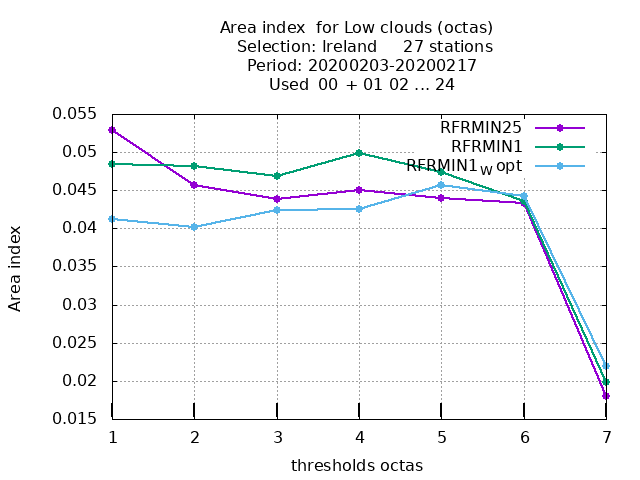 Area index  for Low clouds (octas)
Selection: Ireland     27 stations
Period: 20200203-20200217
Used  00 + 01 02 ... 24
0.055
0.05
0.045
0.04
0.035
0.03
0.025
0.02
0.015
Area index
RFRMIN25
RFRMIN1
RFRMIN1w opt
1 2 3 4 5 6 7
thresholds octas